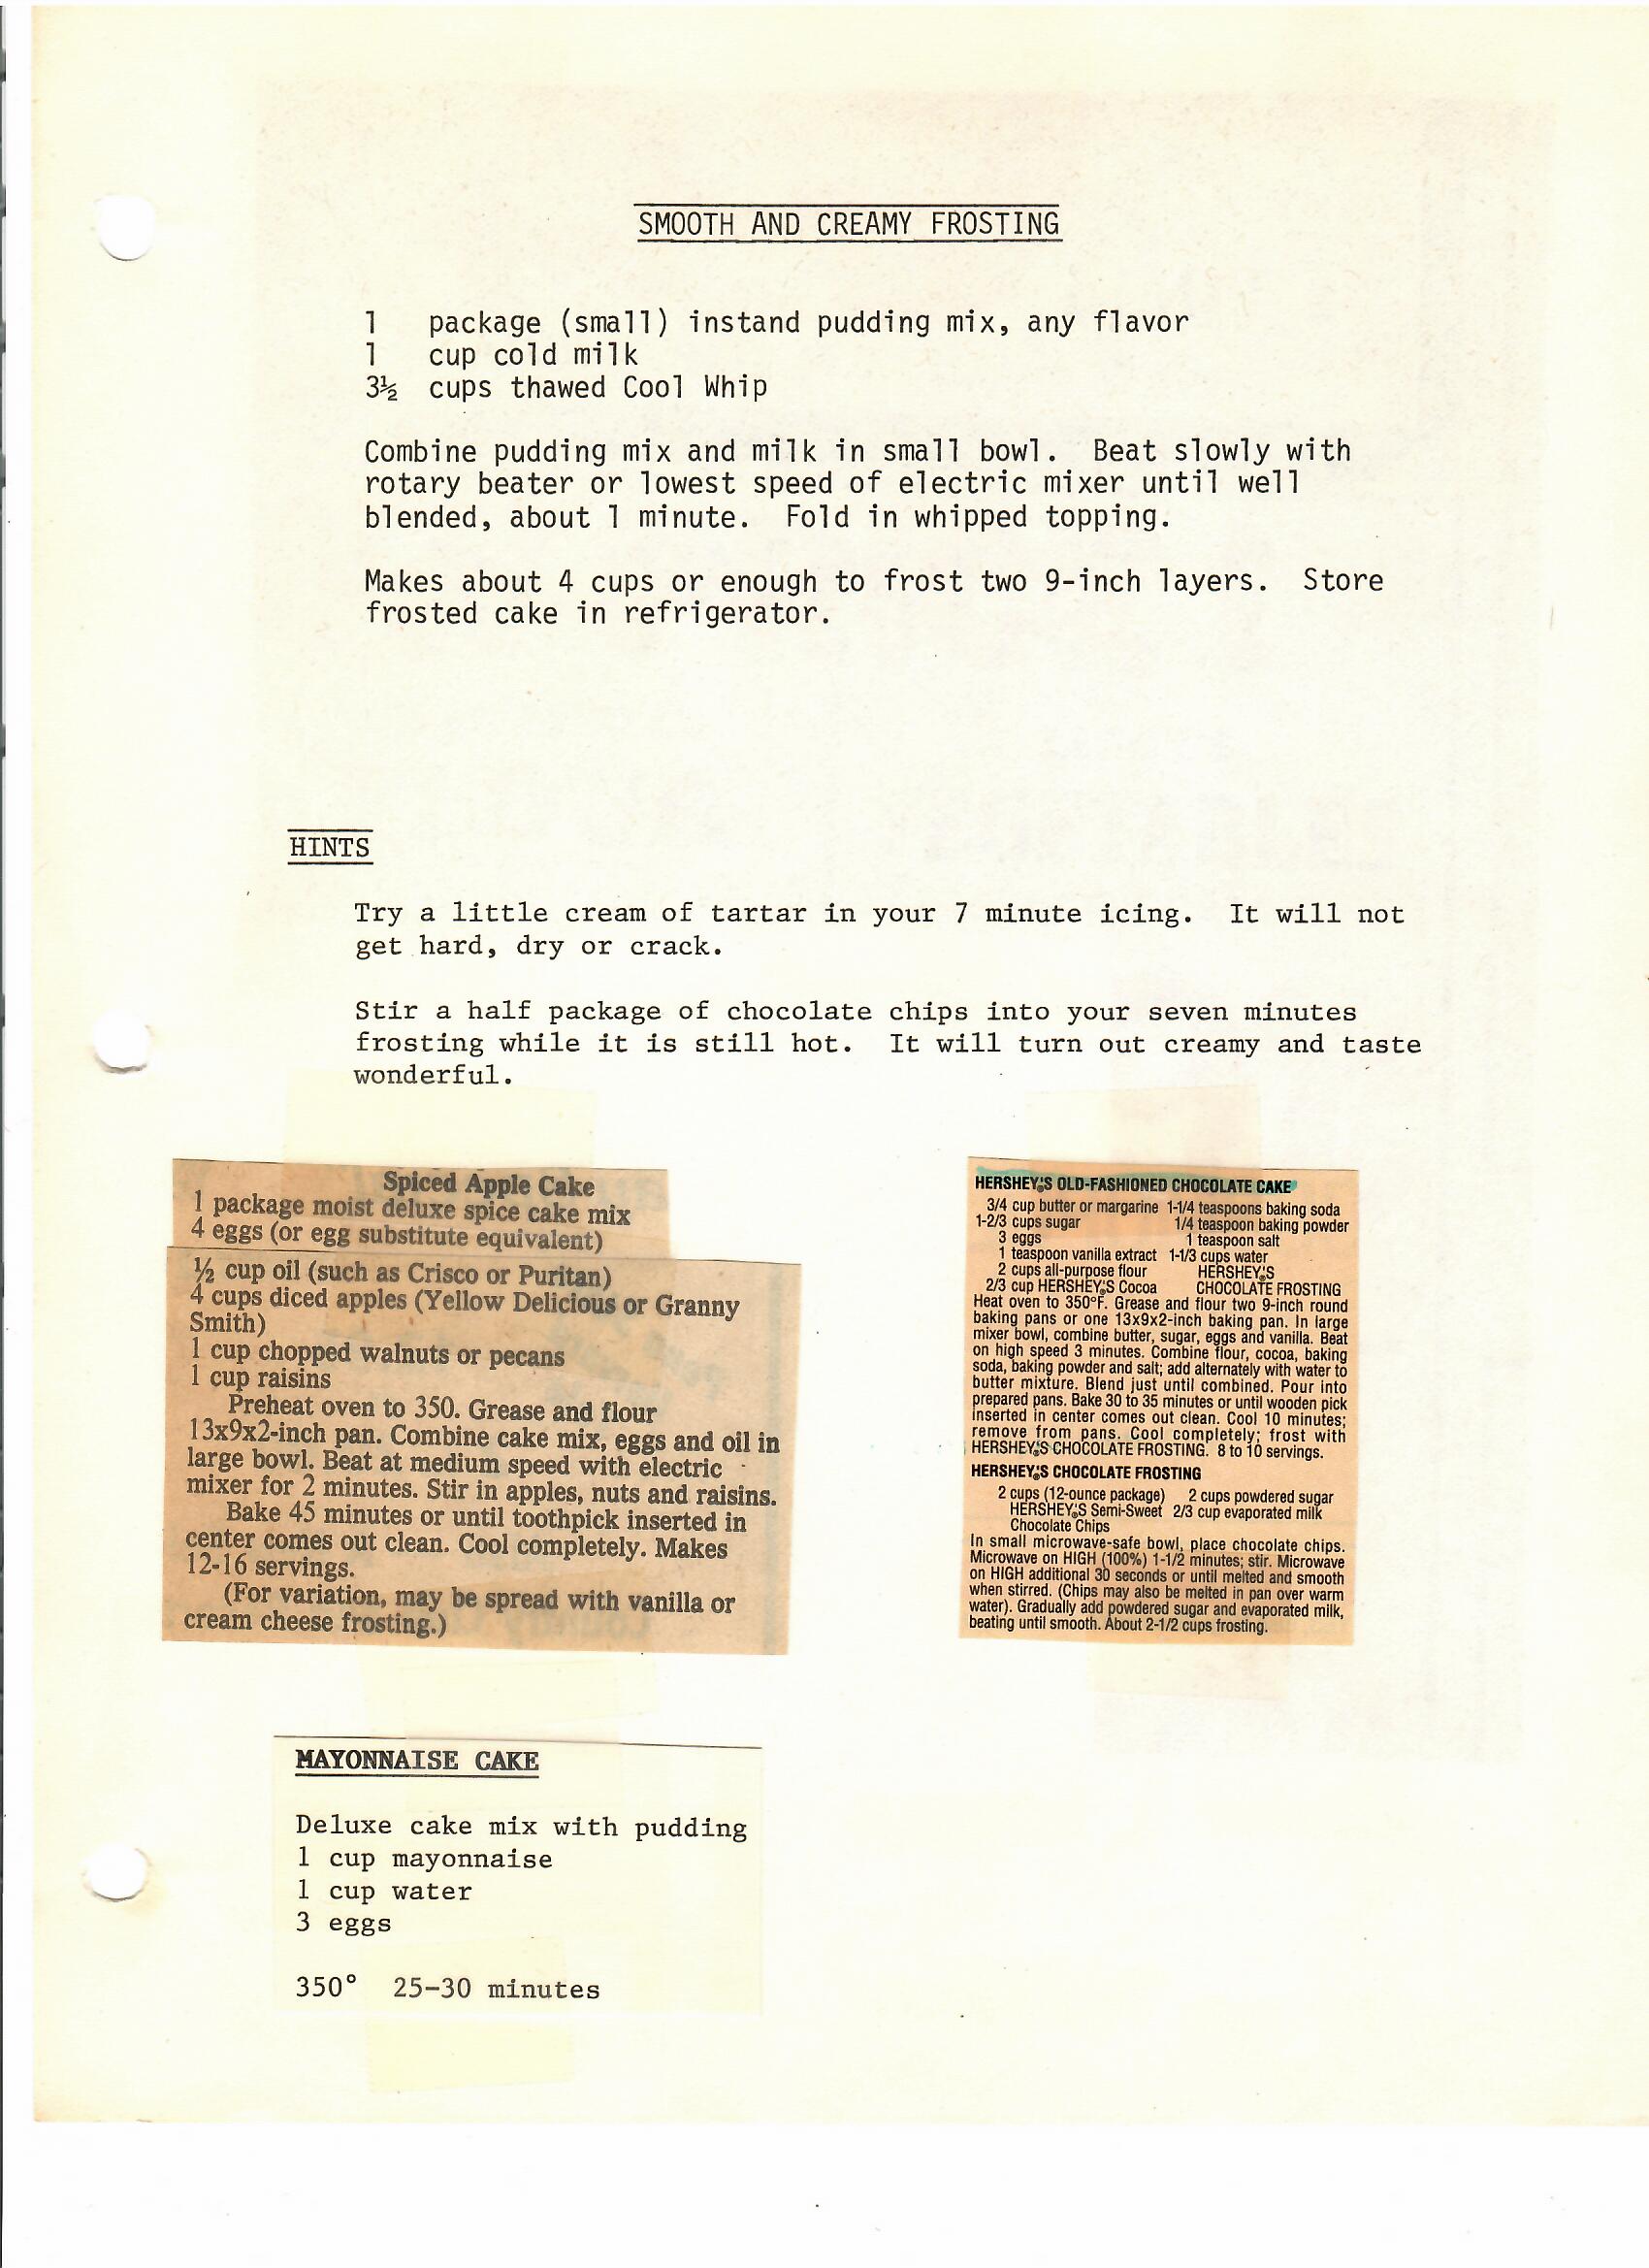 SMOOTH AND CREAMY FROSTING
1 package (small) instand pudding mix, any flavor
1 cup cold milk
3½ cups thawed Cool Whip
Combine pudding mix and milk in small bowl. Beat slowly with
rotary beater or lowest speed of electric mixer until well
blended, about 1 minute. Fold in whipped topping.
Makes about 4 cups or enough to frost two 9-inch layers. Store
frosted cake in refrigerator.
HINTS
Try a little cream of tartar in your 7 minute icing. It will not
get hard, dry or crack.
Stir a half package of chocolate chips into your seven minutes
frosting while it is still hot. It will turn out creamy and taste
wonderful.
Spiced Apple Cake
1 package moist deluxe spice cake mix
4 eggs (or egg substitute equivalent)
½ cup oil (such as Crisco or Puritan)
4 cups diced apples (Yellow Delicious or Granny
Smith)
1 cup chopped walnuts or pecans
1 cup raisins
Preheat oven to 350. Grease and flour
13x9x2-inch pan. Combine cake mix, eggs and oil in
large bowl. Beat at medium speed with electric
mixer for 2 minutes. Stir in apples, nuts and raisins.
Bake 45 minutes or until toothpick inserted in
center comes out clean. Cool completely. Makes
12-16 servings.
(For variation, may be spread with vanilla or
cream cheese frosting.)
HERSHEY®S OLD-FASHIONED CHOCOLATE CAKE
3/4 cup butter or margarine 1-1/4 teaspoons baking soda
1-2/3 cups sugar 1/4 teaspoon baking powder
3 eggs 1 teaspoon salt
1 teaspoon vanilla extract 1-1/3 cups water
2 cups all-purpose flour HERSHEY®S
2/3 cup HERSHEY®S Cocoa CHOCOLATE FROSTING
Heat oven to 350°F. Grease and flour two 9-inch round
baking pans or one 13x9x2-inch baking pan. In large
mixer bowl, combine butter, sugar, eggs and vanilla. Beat
on high speed 3 minutes. Combine flour, cocoa, baking
soda, baking powder and salt; add alternately with water to
butter mixture. Blend just until combined. Pour into
prepared pans. Bake 30 to 35 minutes or until wooden pick
inserted in center comes out clean. Cool 10 minutes;
remove from pans. Cool completely; frost with
HERSHEY®S CHOCOLATE FROSTING. 8 to 10 servings.
HERSHEY®S CHOCOLATE FROSTING
2 cups (12-ounce package) 2 cups powdered sugar
HERSHEY®S Semi-Sweet 2/3 cup evaporated milk
Chocolate Chips
In small microwave-safe bowl, place chocolate chips.
Microwave on HIGH (100%) 1-1/2 minutes; stir. Microwave
on HIGH additional 30 seconds or until melted and smooth
when stirred. (Chips may also be melted in pan over warm
water). Gradually add powdered sugar and evaporated milk,
beating until smooth. About 2-1/2 cups frosting.
MAYONNAISE CAKE
Deluxe cake mix with pudding
1 cup mayonnaise
1 cup water
3 eggs
350° 25-30 minutes